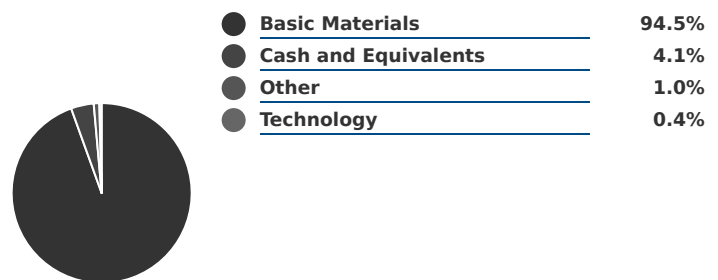 Basic Materials 94.5%
Cash and Equivalents 4.1%
Other 1.0%
Technology 0.4%